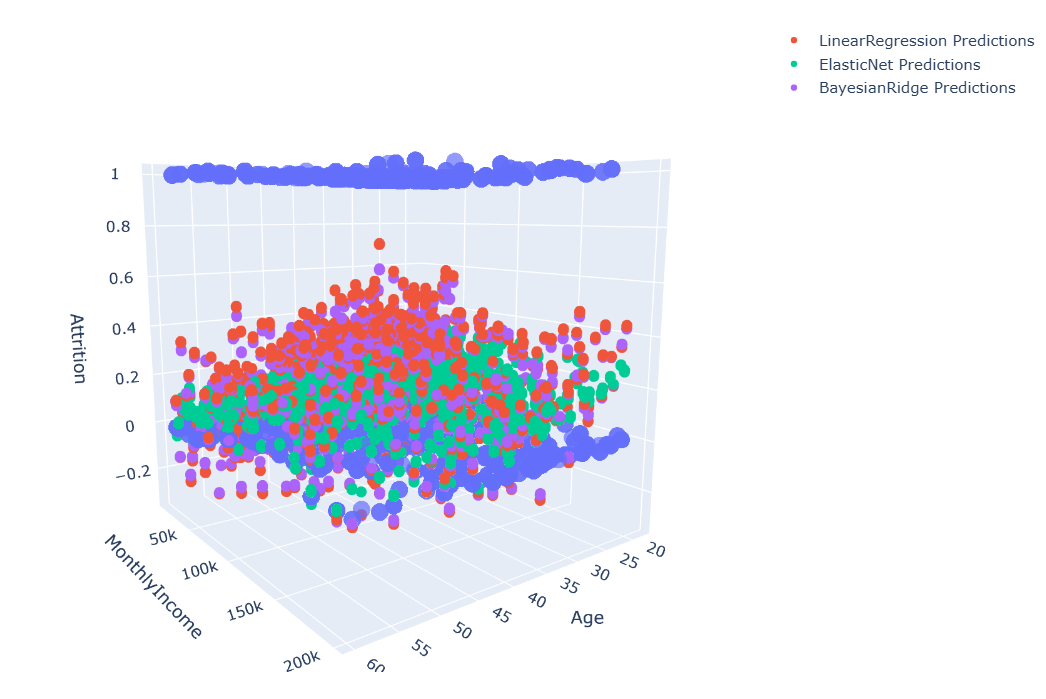 LinearRegression Predictions
ElasticNet Predictions
BayesianRidge Predictions
1
0.8
0.6
0.4
0.2
0
−0.2
Attrition
50k
100k
150k
200k
MonthlyIncome
20
25
30
35
40
45
50
55
60
Age